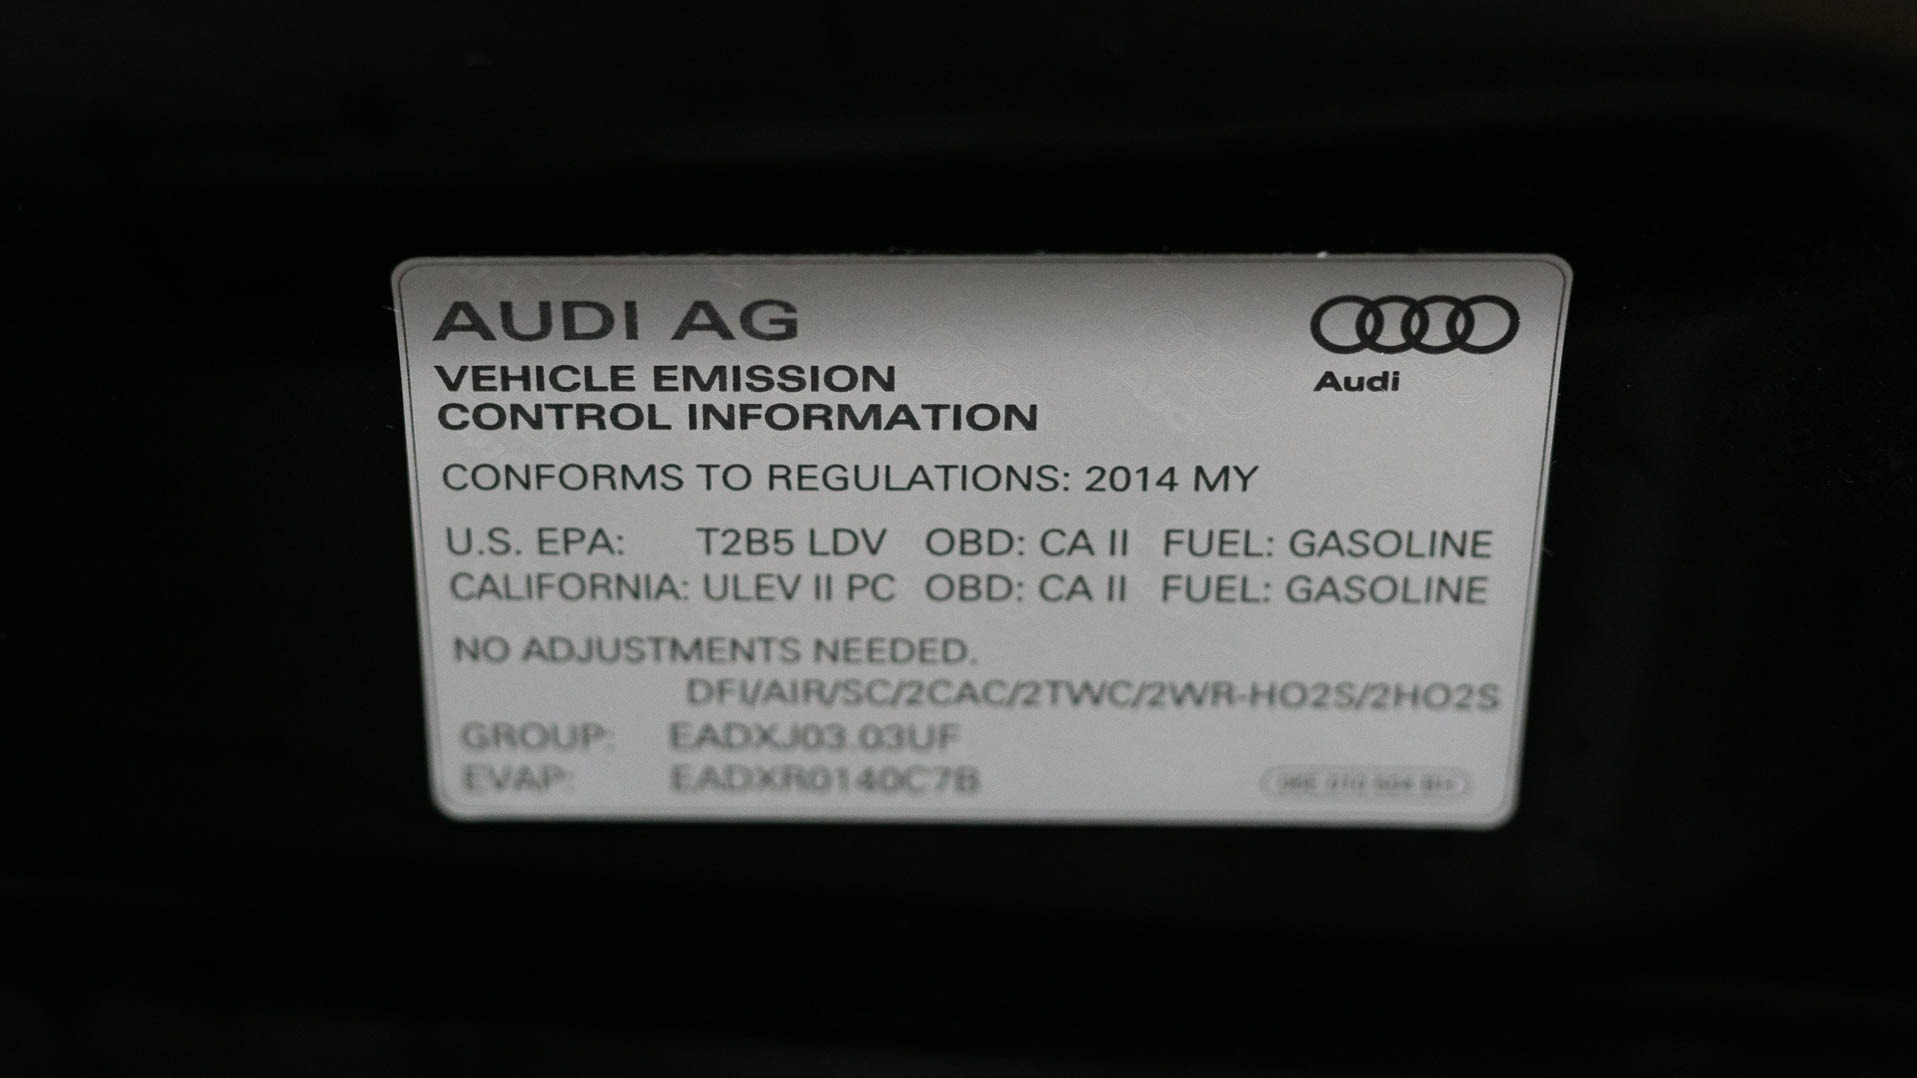 AUDI AG
Audi
VEHICLE EMISSION
CONTROL INFORMATION
CONFORMS TO REGULATIONS: 2014 MY
U.S. EPA: T2B5 LDV OBD: CA II FUEL: GASOLINE
CALIFORNIA: ULEV II PC OBD: CA II FUEL: GASOLINE
NO ADJUSTMENTS NEEDED.
DFI/AIR/SC/2CAC/2TWC/2WR-HO2S/2HO2S
GROUP: EADXJ03.03UF
EVAP: EADXR0140C7B